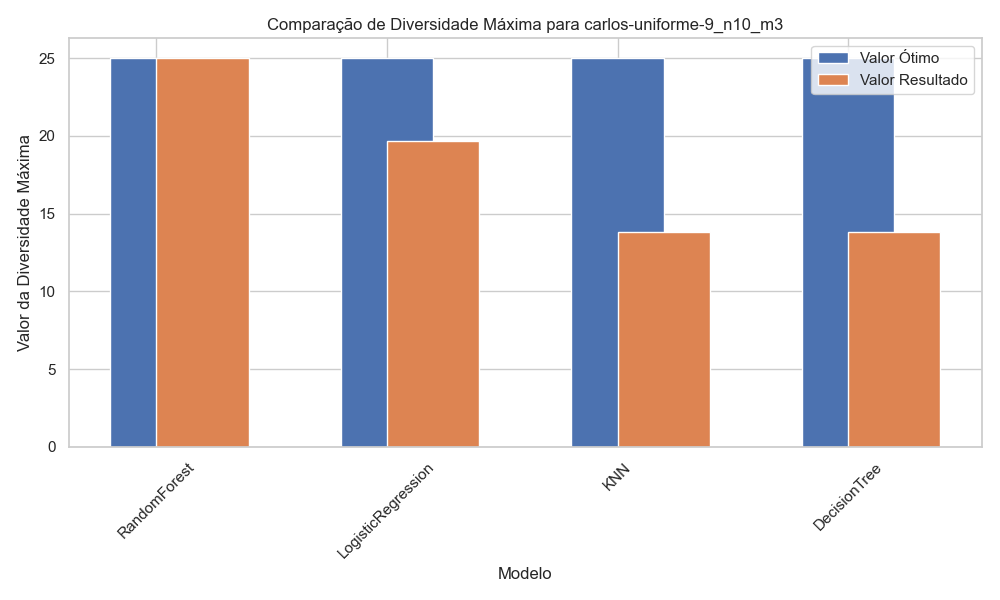 Comparação de Diversidade Máxima para carlos-uniforme-9_n10_m3
Valor Ótimo
Valor Resultado
Valor da Diversidade Máxima
25
20
15
10
5
0
RandomForest
LogisticRegression
KNN
DecisionTree
Modelo